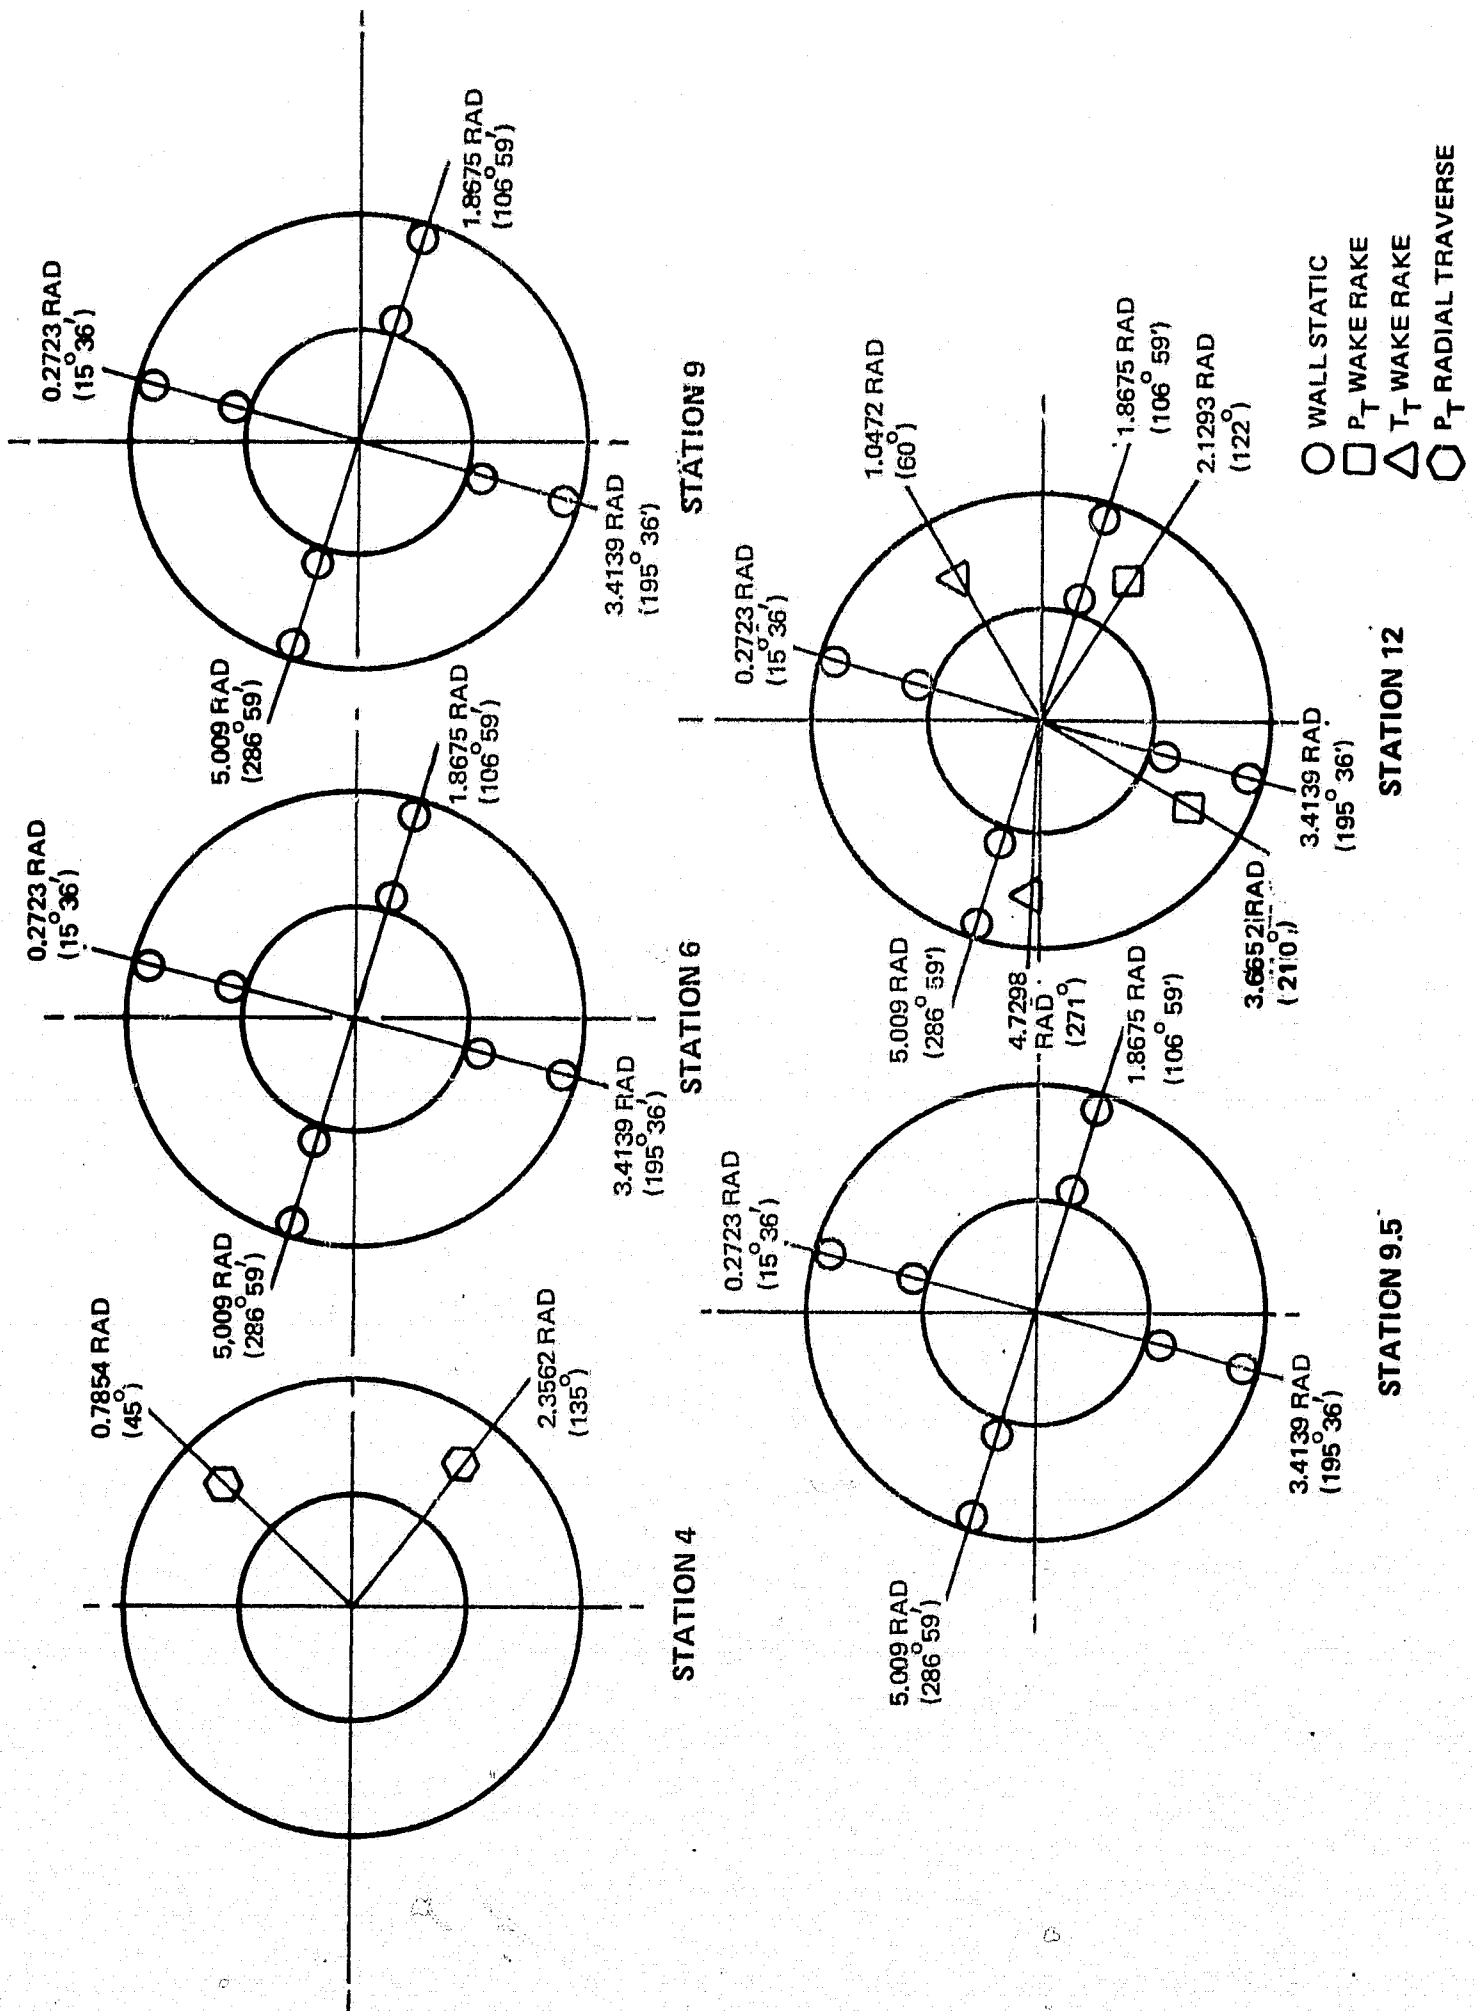 0.7854 RAD
(45°)
2.3562 RAD
(135°)
STATION 4
0.2723 RAD
(15° 36')
1.8675 RAD
(106° 59')
3.4139 RAD
(195° 36')
5,009 RAD
(286° 59')
STATION 6
0.2723 RAD
(15° 36')
1.8675 RAD
(106° 59')
3.4139 RAD
(195° 36')
5.009 RAD
(286° 59')
STATION 9
0.2723 RAD
(15° 36')
1.8675 RAD
(106° 59')
3.4139 RAD
(195° 36')
5.009 RAD
(286° 59')
STATION 9.5
0.2723 RAD
(15° 36')
1.0472 RAD
(60°)
1.8675 RAD
(106° 59')
2.1293 RAD
(122°)
3.4139 RAD
(195° 36')
3.6652 RAD
(210°)
4.7298
RAD
(271°)
5.009 RAD
(286° 59')
STATION 12
WALL STATIC
PT WAKE RAKE
TT WAKE RAKE
PT RADIAL TRAVERSE